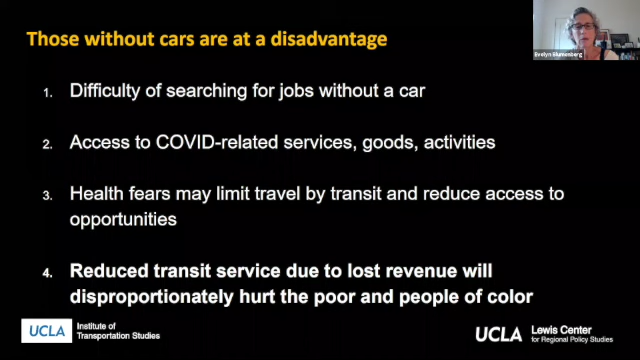 Those without cars are at a disadvantage
Evelyn Blumenberg
1. Difficulty of searching for jobs without a car
2. Access to COVID-related services, goods, activities
3. Health fears may limit travel by transit and reduce access to
opportunities
4. Reduced transit service due to lost revenue will
disproportionately hurt the poor and people of color
UCLA Institute of
Transportation Studies
UCLA Lewis Center
for Regional Policy Studies